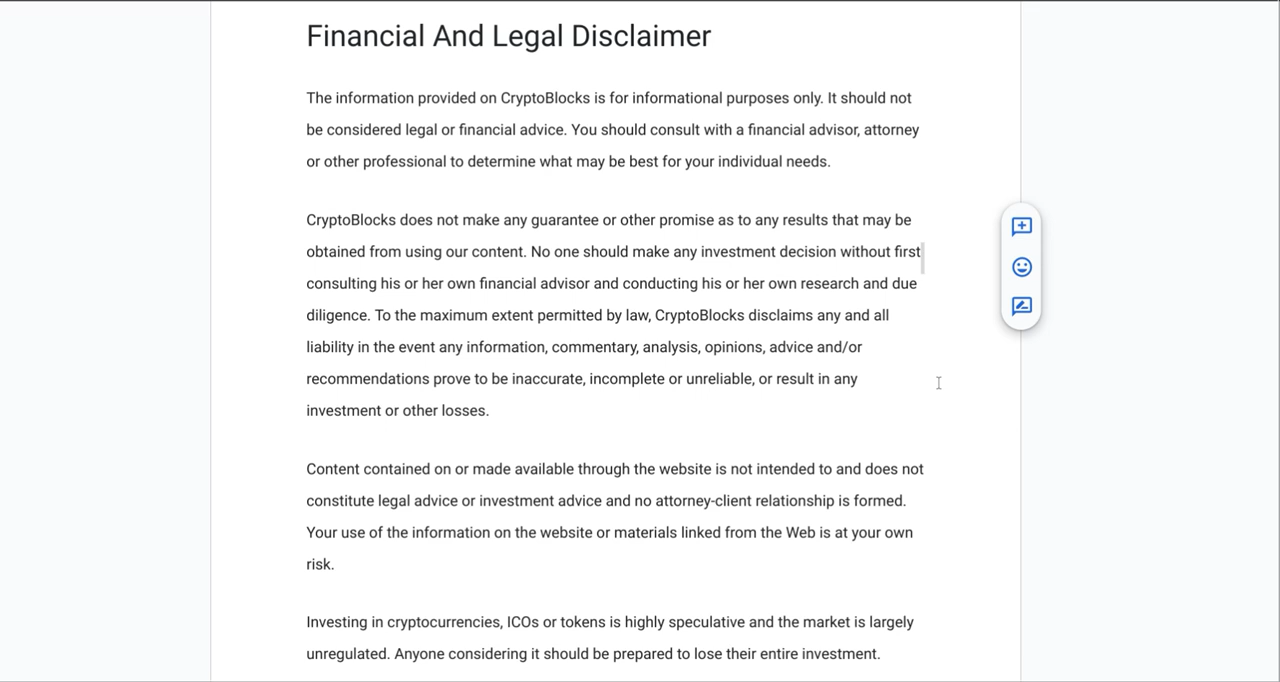 Financial And Legal Disclaimer
The information provided on CryptoBlocks is for informational purposes only. It should not
be considered legal or financial advice. You should consult with a financial advisor, attorney
or other professional to determine what may be best for your individual needs.
CryptoBlocks does not make any guarantee or other promise as to any results that may be
obtained from using our content. No one should make any investment decision without first
consulting his or her own financial advisor and conducting his or her own research and due
diligence. To the maximum extent permitted by law, CryptoBlocks disclaims any and all
liability in the event any information, commentary, analysis, opinions, advice and/or
recommendations prove to be inaccurate, incomplete or unreliable, or result in any
investment or other losses.
Content contained on or made available through the website is not intended to and does not
constitute legal advice or investment advice and no attorney-client relationship is formed.
Your use of the information on the website or materials linked from the Web is at your own
risk.
Investing in cryptocurrencies, ICOs or tokens is highly speculative and the market is largely
unregulated. Anyone considering it should be prepared to lose their entire investment.